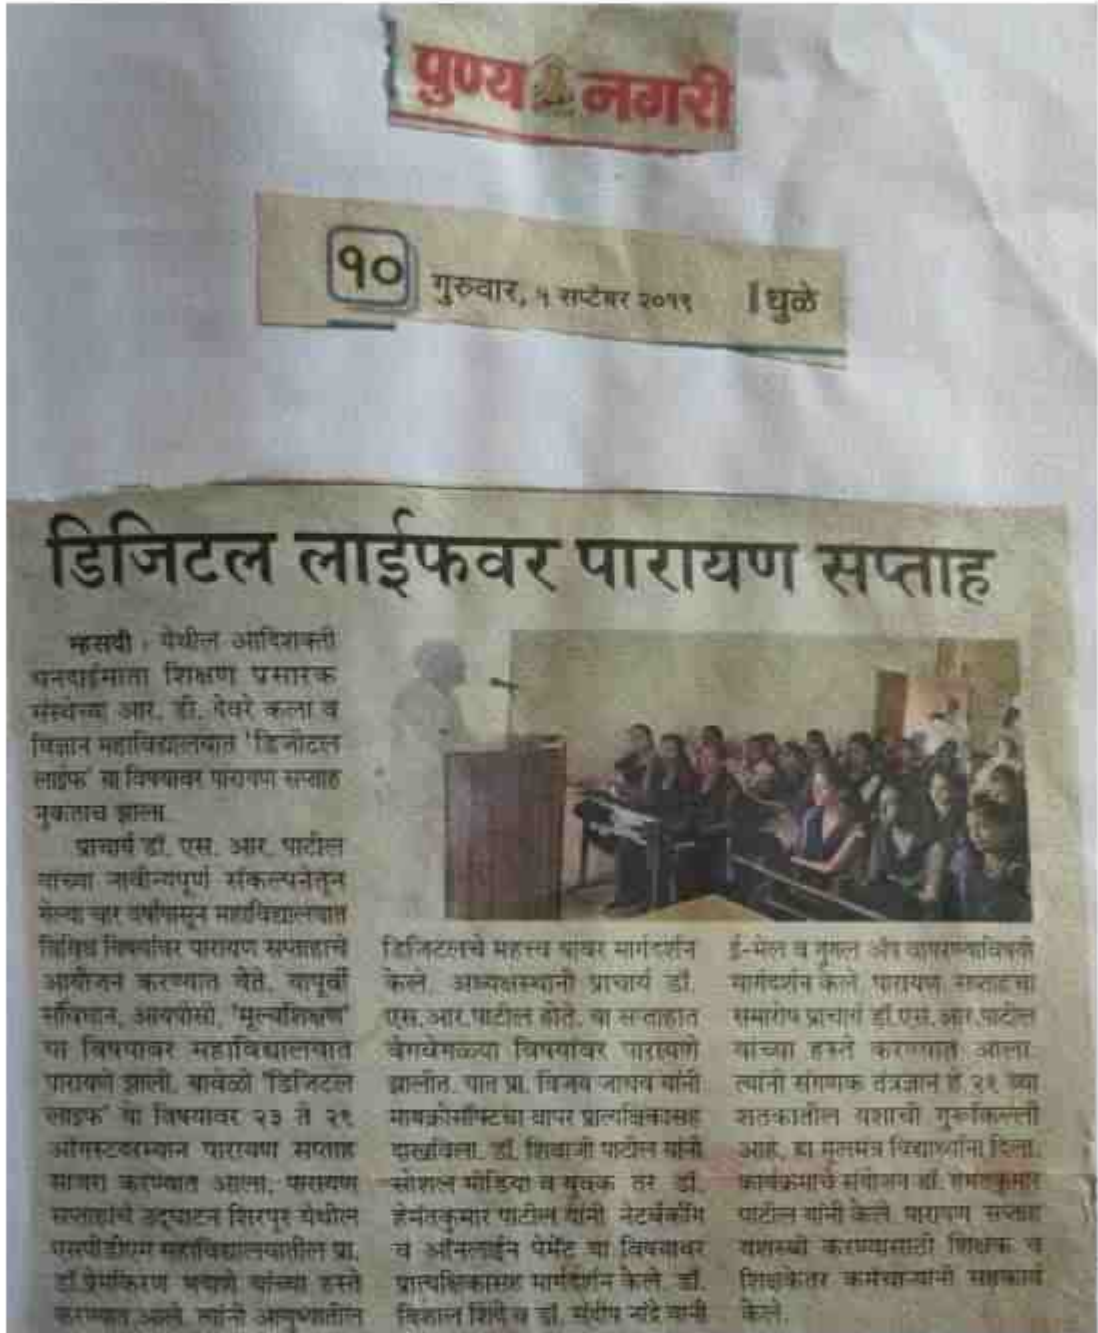 पुण्य नगरी
१०
गुरुवार, ५ सप्टेंबर २०१९
धुळे
डिजिटल लाईफवर पारायण सप्ताह
म्हसदी : येथील आदिशक्ती
धनदाईमाता शिक्षण प्रसारक
संस्थेच्या आर. डी. देवरे कला व
विज्ञान महाविद्यालयात 'डिजीटल
लाईफ' या विषयावर पारायण सप्ताह
नुकताच झाला.
प्राचार्य डॉ. एस. आर. पाटील
यांच्या नावीन्यपूर्ण संकल्पनेतून
गेल्या चार वर्षांपासून महाविद्यालयात
विविध विषयांवर पारायण सप्ताहाचे
आयोजन करण्यात येते. यापूर्वी
संविधान, आयपीसी, 'मूल्यशिक्षण'
या विषयावर महाविद्यालयात
पारायणे झाली. यावेळी 'डिजिटल
लाइफ' या विषयावर २३ ते २९
ऑगस्टदरम्यान पारायण सप्ताह
साजरा करण्यात आला. पारायण
सप्ताहाचे उद्घाटन शिरपूर येथील
एसपीडीएम महाविद्यालयातील प्रा.
डॉ. प्रेमकिरण यांच्या हस्ते
करण्यात आले. त्यांनी आयुष्यातील
डिजिटलचे महत्त्व यावर मार्गदर्शन
केले. अध्यक्षस्थानी प्राचार्य डॉ.
एस.आर.पाटील होते. या सप्ताहात
वेगवेगळ्या विषयांवर पारायणे
झालीत. यात प्रा. विजय जाधव यांनी
मायक्रोसॉफ्टचा वापर प्रात्यक्षिकासह
दाखविला. डॉ. शिवाजी पाटील यांनी
सोशल मीडिया व युवक तर डॉ.
हेमंतकुमार पाटील यांनी नेटबँकींग
व ऑनलाईन पेमेंट या विषयावर
प्रात्यक्षिकासह मार्गदर्शन केले. डॉ.
विशाल शिंदे व डॉ. संदीप नांद्रे यांनी
ई-मेल व गुगल अॅप वापरण्याविषयी
मार्गदर्शन केले. पारायण सप्ताहचा
समारोप प्राचार्य डॉ.एस.आर.पाटील
यांच्या हस्ते करण्यात आला.
त्यांनी संगणक तंत्रज्ञान हे २१ व्या
शतकातील यशाची गुरूकिल्ली
आहे, हा मूलमंत्र विद्यार्थ्यांना दिला.
कार्यक्रमाचे संयोजन डॉ. हेमंतकुमार
पाटील यांनी केले. पारायण सप्ताह
यशस्वी करण्यासाठी शिक्षक व
शिक्षकेतर कर्मचाऱ्यांनी सहकार्य
केले.